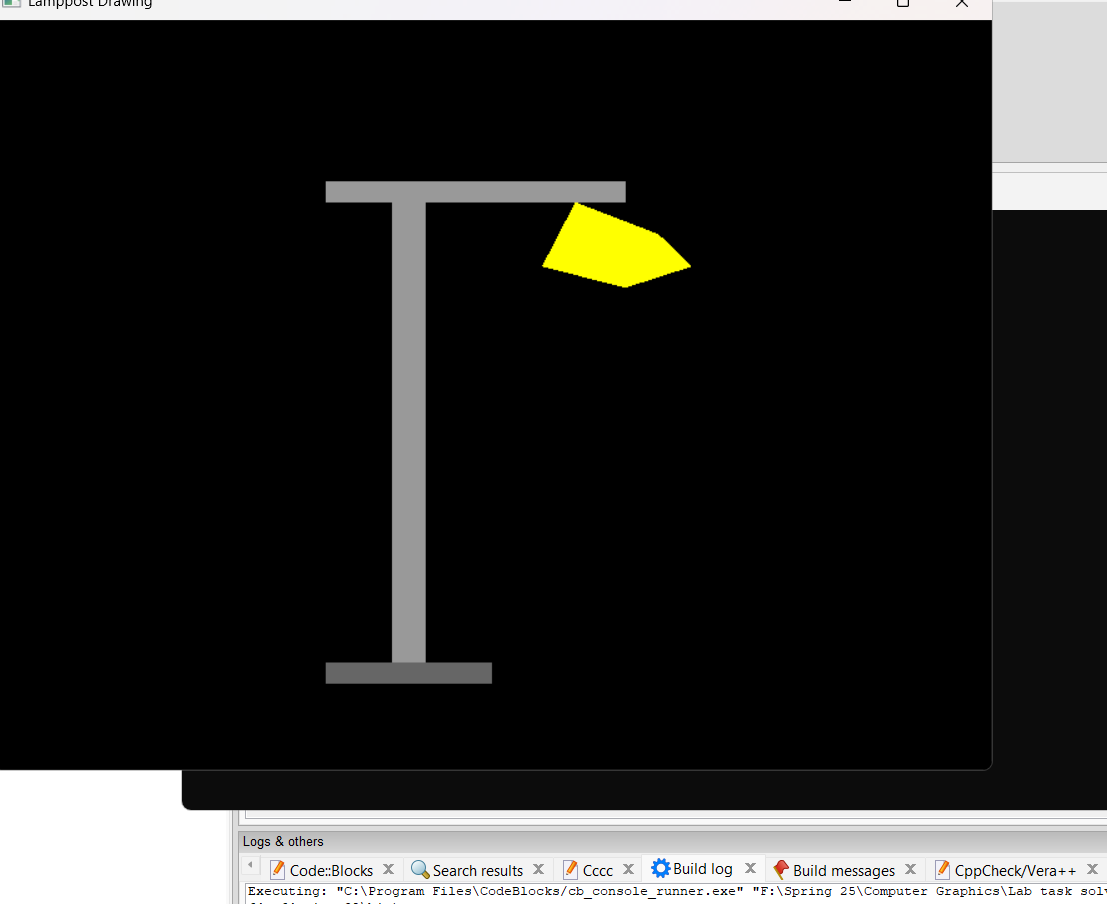 Lamppost Drawing
Logs & others
Code::Blocks
Search results
Cccc
Build log
Build messages
CppCheck/Vera++
Executing: "C:\Program Files\CodeBlocks/cb_console_runner.exe" "F:\Spring 25\Computer Graphics\Lab task